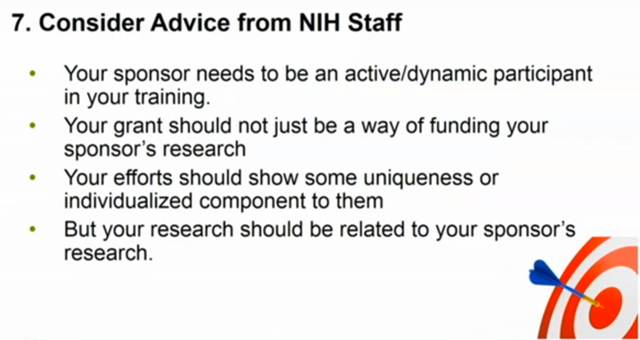 7. Consider Advice from NIH Staff
• Your sponsor needs to be an active/dynamic participant
in your training.
• Your grant should not just be a way of funding your
sponsor's research
• Your efforts should show some uniqueness or
individualized component to them
• But your research should be related to your sponsor's
research.